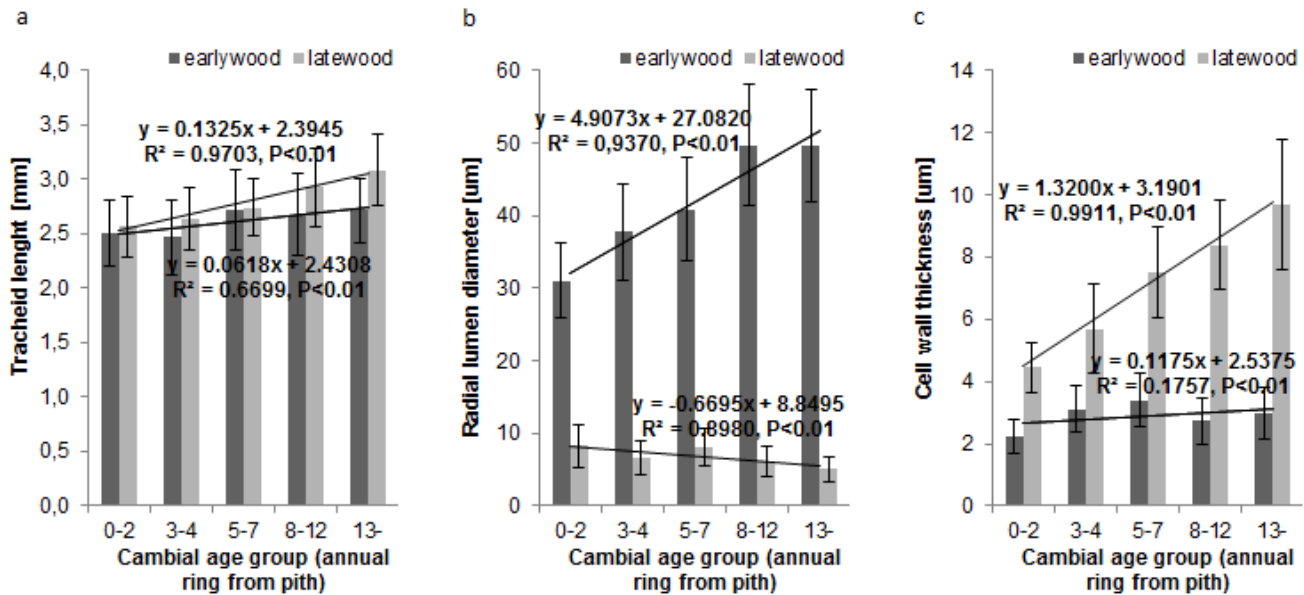 a
earlywood latewood
4,0
3,5
3,0
2,5
2,0
1,5
1,0
0,5
0,0
Tracheid lenght [mm]
y = 0.1325x + 2.3945
R² = 0.9703, P<0.01
y = 0.0618x + 2.4308
R² = 0.6699, P<0.01
0-2 3-4 5-7 8-12 13-
Cambial age group (annual
ring from pith)
b
earlywood latewood
60
50
40
30
20
10
0
Radial lumen diameter [um]
y = 4.9073x + 27.0820
R² = 0,9370, P<0.01
y = -0.6695x + 8.8495
R² = 0.8980, P<0.01
0-2 3-4 5-7 8-12 13-
Cambial age group (annual
ring from pith)
c
earlywood latewood
14
12
10
8
6
4
2
0
Cell wall thickness [um]
y = 1.3200x + 3.1901
R² = 0.9911, P<0.01
y = 0.1175x + 2.5375
R² = 0.1757, P<0.01
0-2 3-4 5-7 8-12 13-
Cambial age group (annual
ring from pith)